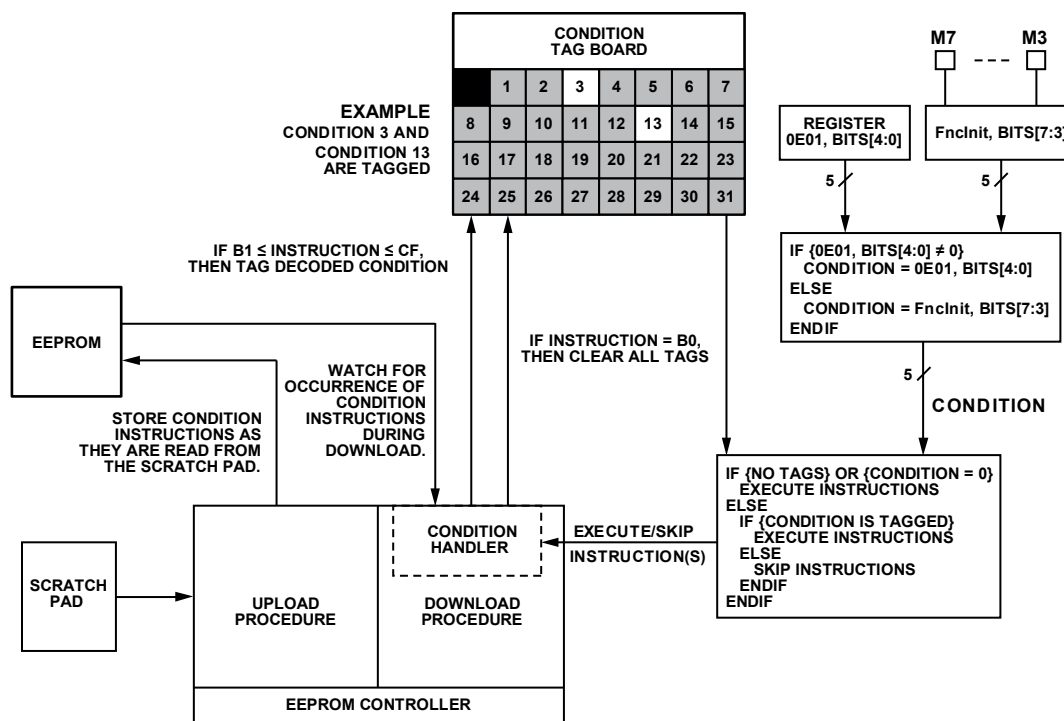 CONDITION
TAG BOARD
1 2 3 4 5 6 7
8 9 10 11 12 13 14 15
16 17 18 19 20 21 22 23
24 25 26 27 28 29 30 31
EXAMPLE
CONDITION 3 AND
CONDITION 13
ARE TAGGED
M7 M3
REGISTER
0E01, BITS[4:0]
FncInit, BITS[7:3]
5
5
IF {0E01, BITS[4:0] ≠ 0}
CONDITION = 0E01, BITS[4:0]
ELSE
CONDITION = FncInit, BITS[7:3]
ENDIF
5
CONDITION
IF B1 ≤ INSTRUCTION ≤ CF,
THEN TAG DECODED CONDITION
IF INSTRUCTION = B0,
THEN CLEAR ALL TAGS
EEPROM
WATCH FOR
OCCURRENCE OF
CONDITION
INSTRUCTIONS
DURING
DOWNLOAD.
STORE CONDITION
INSTRUCTIONS AS
THEY ARE READ FROM
THE SCRATCH PAD.
IF {NO TAGS} OR {CONDITION = 0}
EXECUTE INSTRUCTIONS
ELSE
IF {CONDITION IS TAGGED}
EXECUTE INSTRUCTIONS
ELSE
SKIP INSTRUCTIONS
ENDIF
ENDIF
EXECUTE/SKIP
INSTRUCTION(S)
CONDITION
HANDLER
SCRATCH
PAD
UPLOAD
PROCEDURE
DOWNLOAD
PROCEDURE
EEPROM CONTROLLER